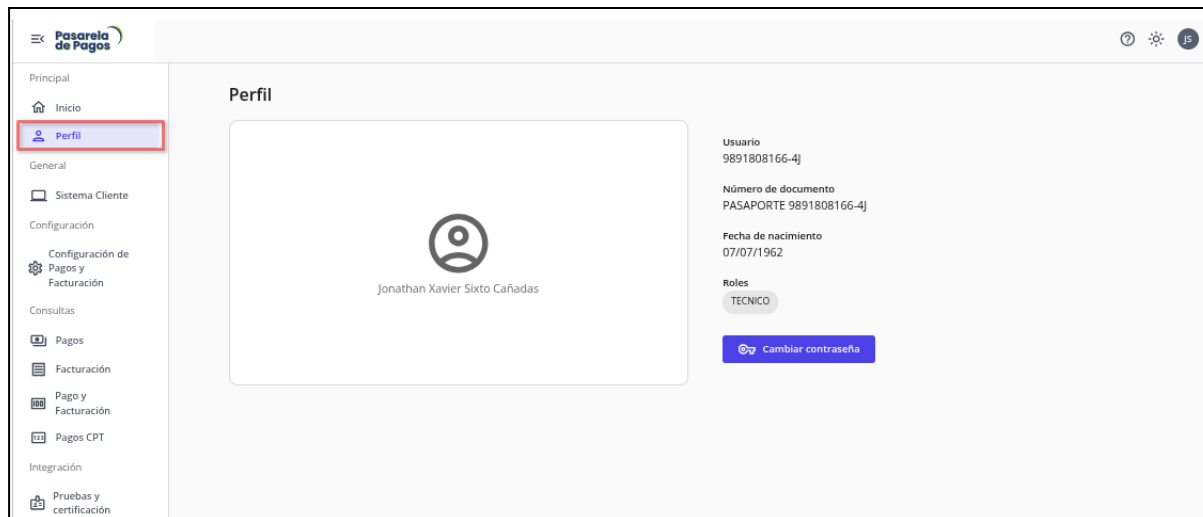 Pasarela
de Pagos
JS
Principal
Inicio
Perfil
General
Sistema Cliente
Configuración
Configuración de
Pagos y
Facturación
Consultas
Pagos
Facturación
Pago y
Facturación
123
Pagos CPT
Integración
Pruebas y
certificación
Perfil
Jonathan Xavier Sixto Cañadas
Usuario
9891808166-4J
Número de documento
PASAPORTE 9891808166-4J
Fecha de nacimiento
07/07/1962
Roles
TECNICO
Cambiar contraseña